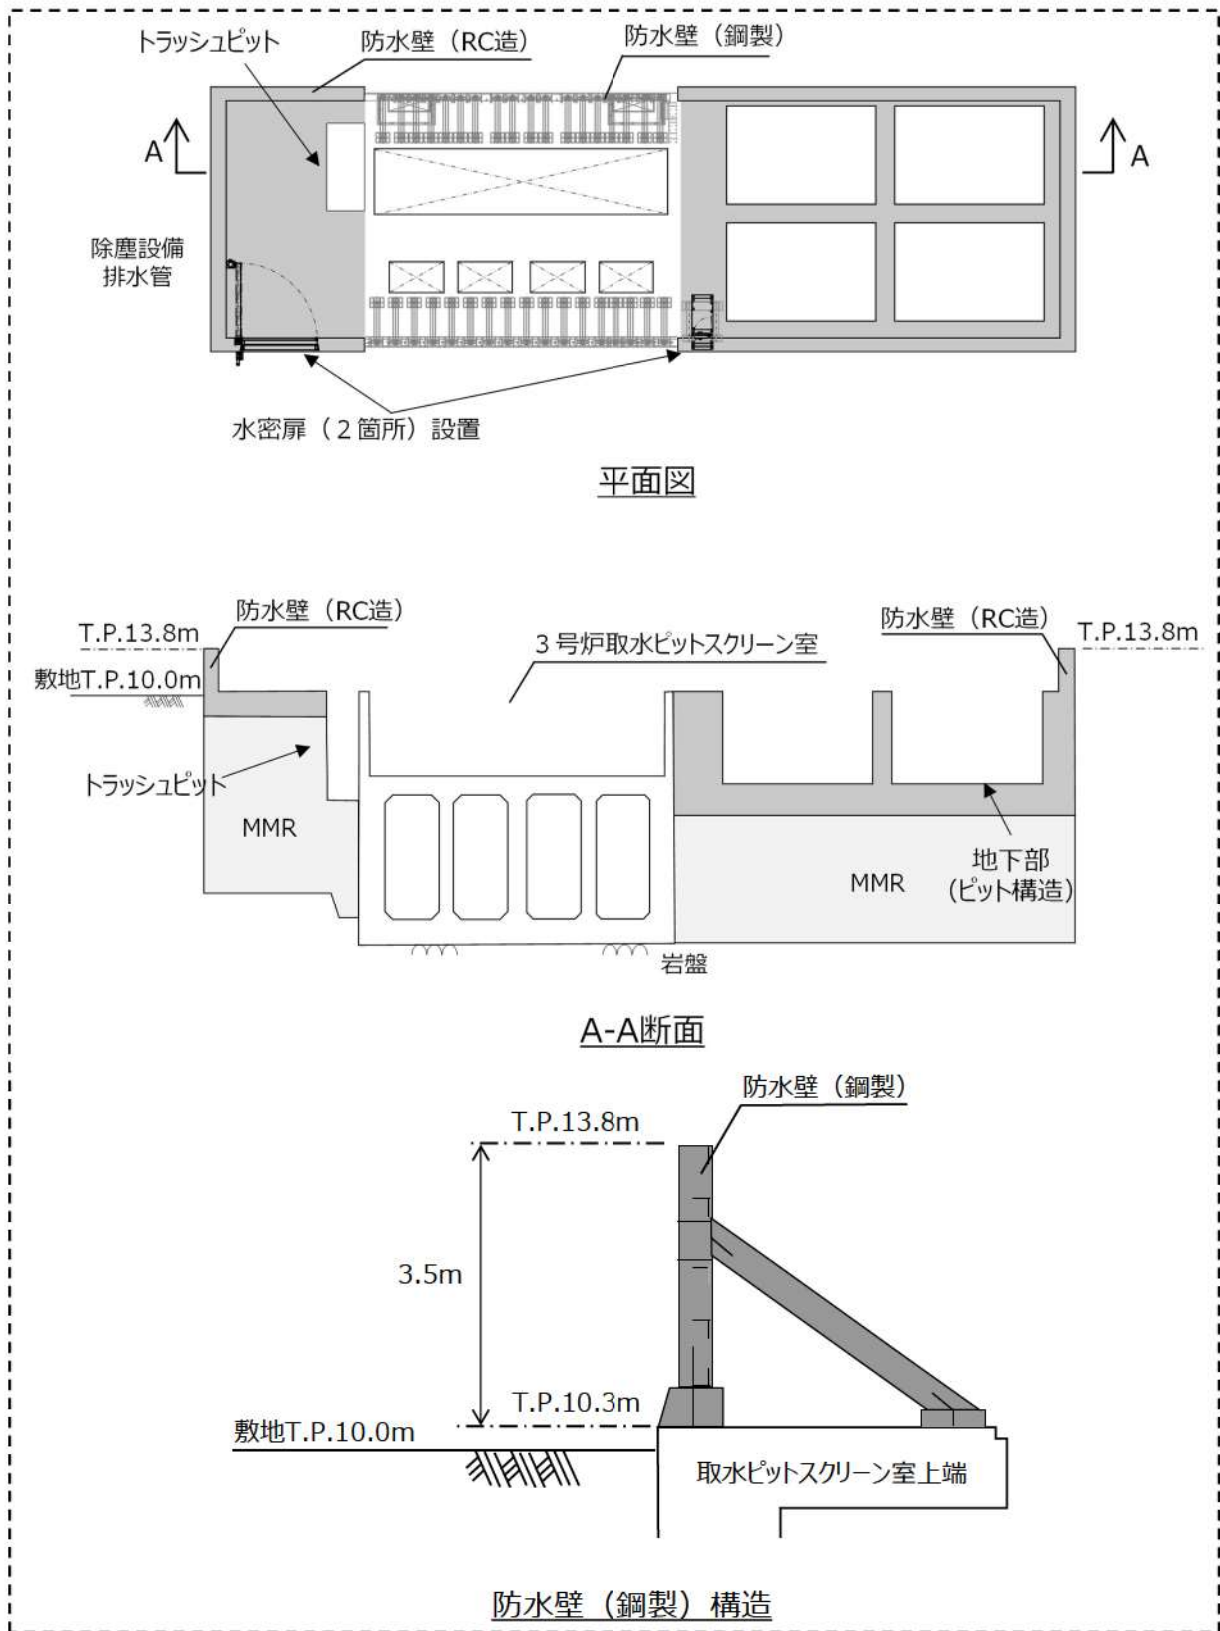 トラッシュピット
防水壁（RC造）
防水壁（鋼製）
A
A
除塵設備
排水管
水密扉（２箇所）設置
平面図
防水壁（RC造）
T.P.13.8m
３号炉取水ピットスクリーン室
防水壁（RC造）
T.P.13.8m
敷地T.P.10.0m
トラッシュピット
MMR
MMR
地下部
(ピット構造)
岩盤
A-A断面
防水壁（鋼製）
T.P.13.8m
3.5m
T.P.10.3m
敷地T.P.10.0m
取水ピットスクリーン室上端
防水壁（鋼製）構造